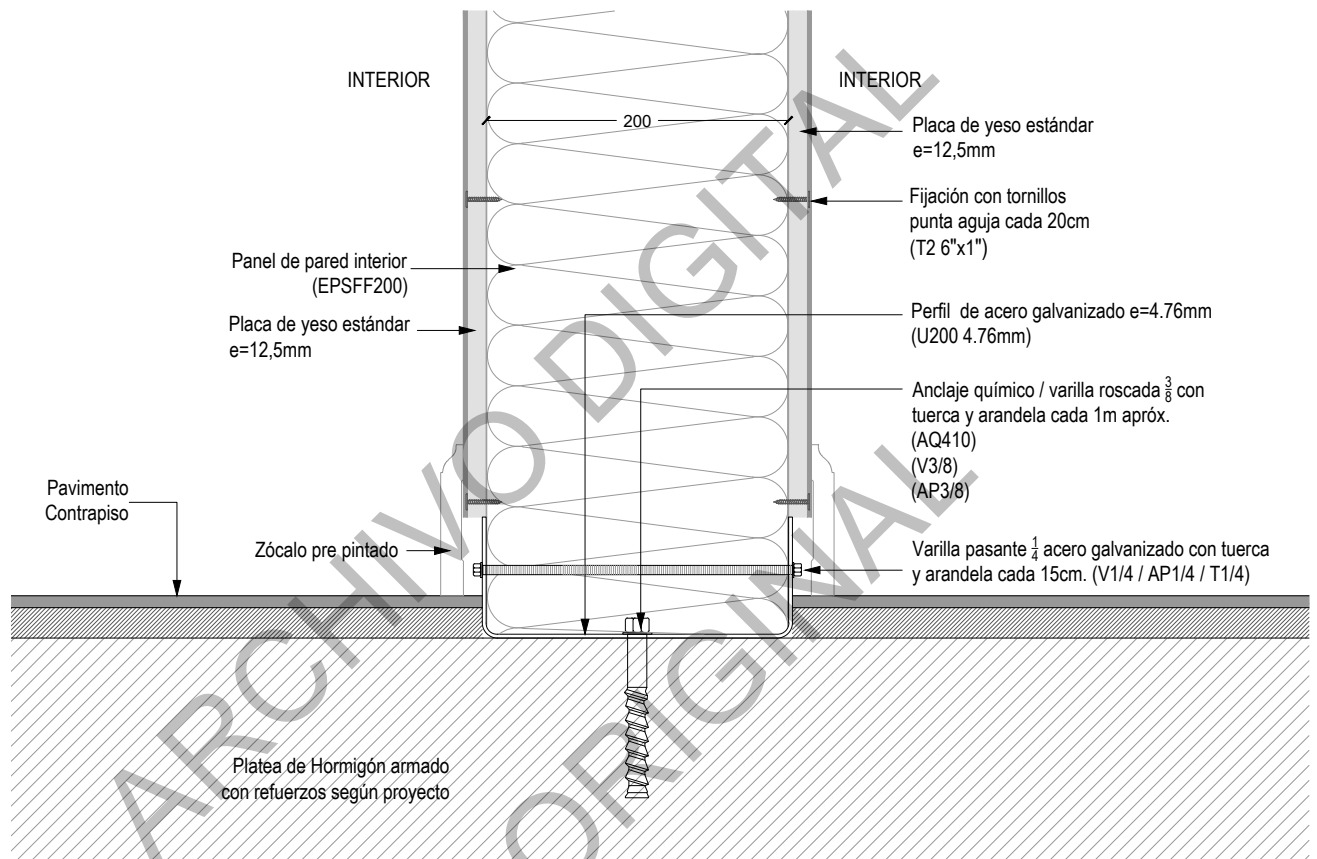 INTERIOR
INTERIOR
200
Placa de yeso estándar
e=12,5mm
Fijación con tornillos
punta aguja cada 20cm
(T2 6"x1")
Panel de pared interior
(EPSFF200)
Placa de yeso estándar
e=12,5mm
Perfil de acero galvanizado e=4.76mm
(U200 4.76mm)
Anclaje químico / varilla roscada 3/8 con
tuerca y arandela cada 1m apróx.
(AQ410)
(V3/8)
(AP3/8)
Pavimento
Contrapiso
Zócalo pre pintado
Varilla pasante 1/4 acero galvanizado con tuerca
y arandela cada 15cm. (V1/4 / AP1/4 / T1/4)
Platea de Hormigón armado
con refuerzos según proyecto
ARCHIVO DIGITAL
ORIGINAL